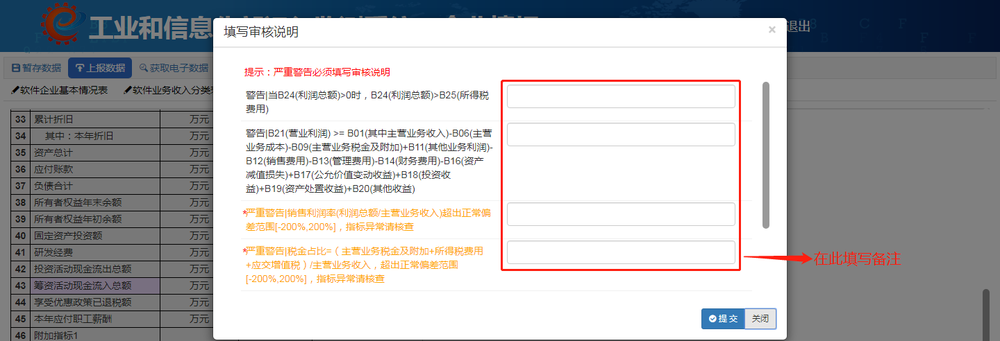 工业和信息
填写审核说明
×
退出
暂存数据
上报数据
获取电子数据
软件企业基本情况表
软件业务收入分类
提示：严重警告必须填写审核说明
警告|当B24(利润总额)>0时，B24(利润总额)>B25(所得税
费用)
警告|B21(营业利润) >= B01(其中主营业务收入)-B06(主营
业务成本)-B09(主营业务税金及附加)+B11(其他业务利润)-
B12(销售费用)-B13(管理费用)-B14(财务费用)-B16(资产
减值损失)+B17(公允价值变动收益)+B18(投资收
益)+B19(资产处置收益)+B20(其他收益)
*严重警告|销售利润率(利润总额/主营业务收入)超出正常偏
差范围[-200%,200%]，指标异常请核查
*严重警告|税金占比=（主营业务税金及附加+所得税费用
+应交增值税）/主营业务收入，超出正常偏差范围
[-200%,200%]，指标异常请核查
在此填写备注
提交
关闭
33 累计折旧 万元
34 其中：本年折旧 万元
35 资产总计 万元
36 应付账款 万元
37 负债合计 万元
38 所有者权益年末余额 万元
39 所有者权益年初余额 万元
40 固定资产投资额 万元
41 研发经费 万元
42 投资活动现金流出总额 万元
43 筹资活动现金流入总额 万元
44 享受优惠政策已退税额 万元
45 本年应付职工薪酬 万元
46 附加指标1